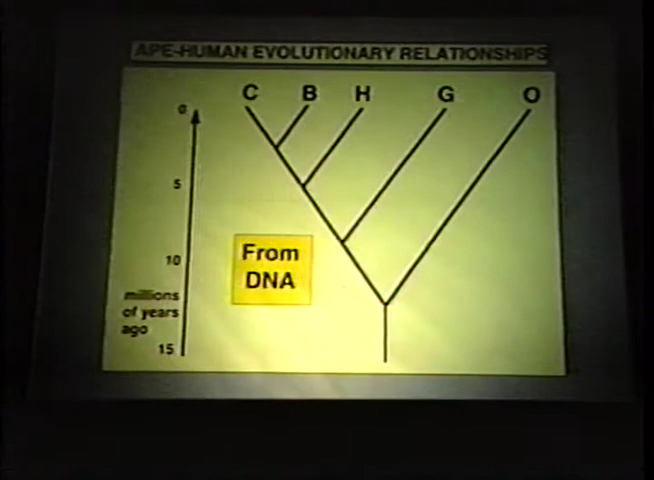 APE-HUMAN EVOLUTIONARY RELATIONSHIPS
C B H G O
0
5
From
DNA
10
millions
of years
ago
15